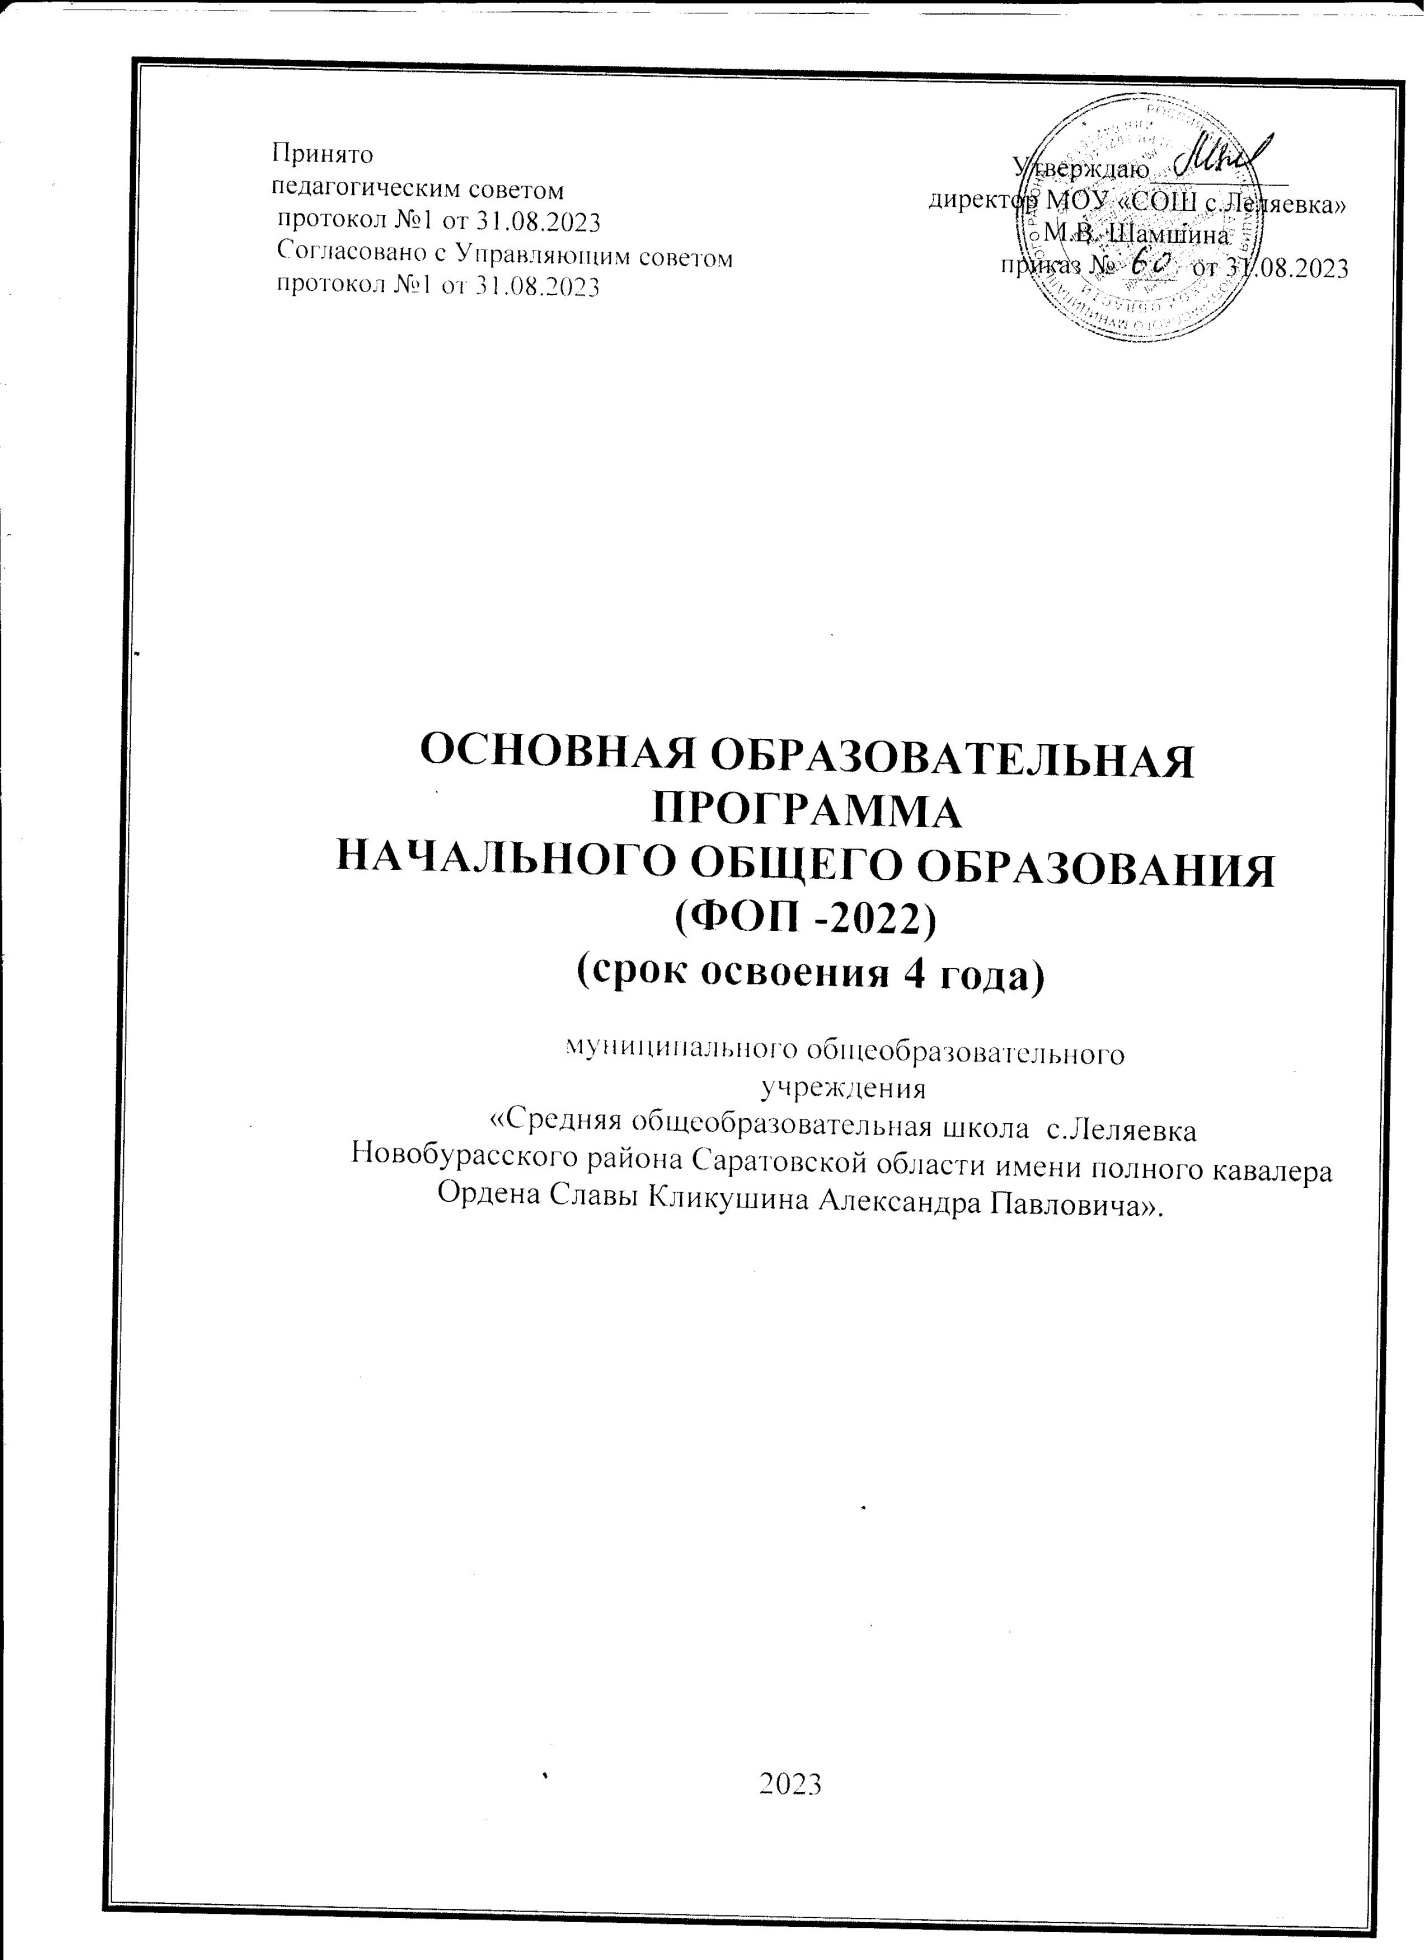 Принято
педагогическим советом
протокол №1 от 31.08.2023
Согласовано с Управляющим советом
протокол №1 от 31.08.2023
Утверждаю
директор МОУ «СОШ с.Леляевка»
М.В. Шамшина
приказ № 60 от 31.08.2023
ОСНОВНАЯ ОБРАЗОВАТЕЛЬНАЯ
ПРОГРАММА
НАЧАЛЬНОГО ОБЩЕГО ОБРАЗОВАНИЯ
(ФОП -2022)
(срок освоения 4 года)
муниципального общеобразовательного
учреждения
«Средняя общеобразовательная школа с.Леляевка
Новобурасского района Саратовской области имени полного кавалера
Ордена Славы Кликушина Александра Павловича».
2023